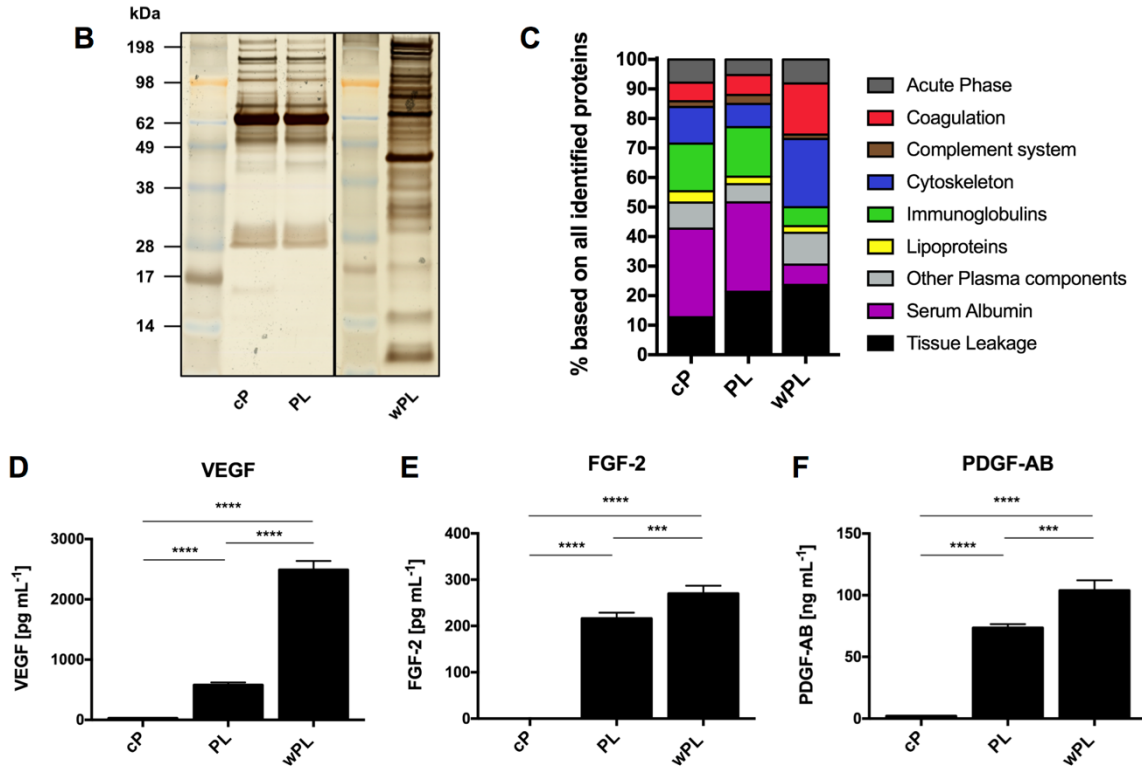 B
kDa
198
98
62
49
38
28
17
14
cP
PL
wPL
C
% based on all identified proteins
100
90
80
70
60
50
40
30
20
10
0
cP
PL
wPL
Acute Phase
Coagulation
Complement system
Cytoskeleton
Immunoglobulins
Lipoproteins
Other Plasma components
Serum Albumin
Tissue Leakage
D
VEGF
****
****
****
VEGF [pg mL-1]
3000
2000
1000
0
cP
PL
wPL
E
FGF-2
****
****
***
FGF-2 [pg mL-1]
400
300
200
100
0
cP
PL
wPL
F
PDGF-AB
****
****
***
PDGF-AB [ng mL-1]
150
100
50
0
cP
PL
wPL